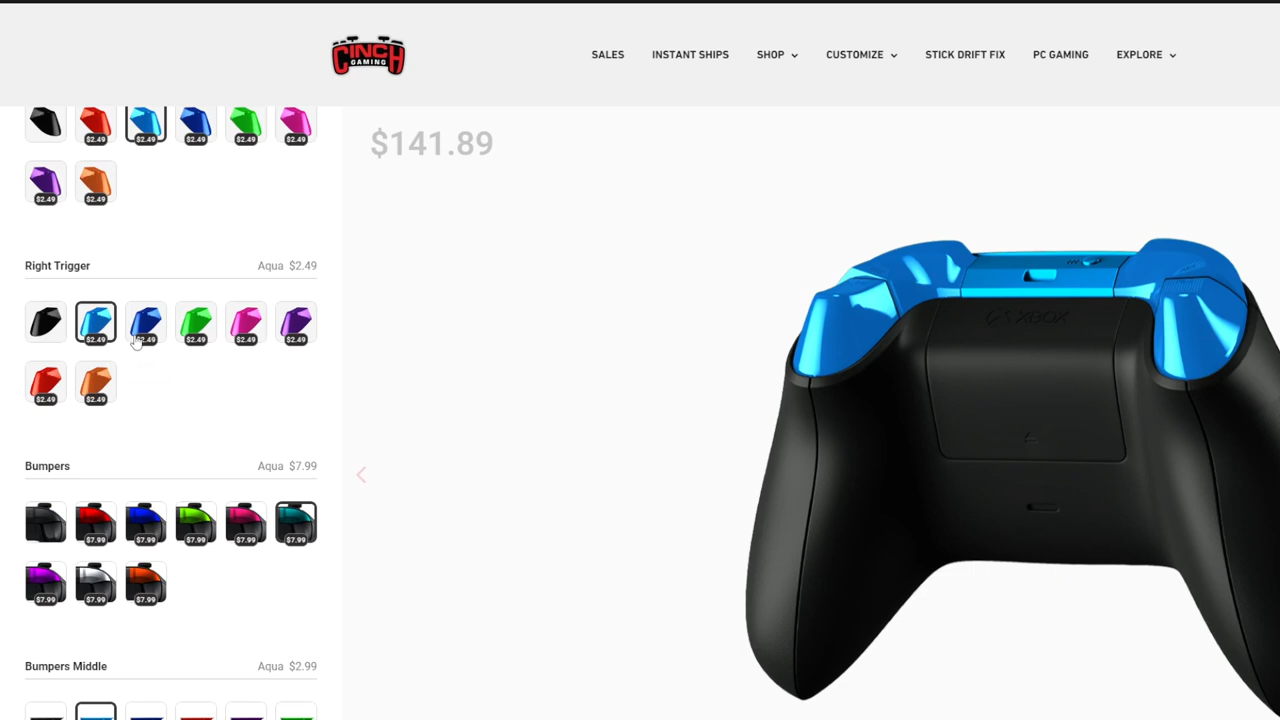 CINCH
GAMING
SALES
INSTANT SHIPS
SHOP
CUSTOMIZE
STICK DRIFT FIX
PC GAMING
EXPLORE
$2.49 $2.49 $2.49 $2.49 $2.49
$2.49 $2.49
Right Trigger Aqua $2.49
$2.49 $2.49 $2.49 $2.49 $2.49
$2.49 $2.49
Bumpers Aqua $7.99
$7.99 $7.99 $7.99 $7.99 $7.99
$7.99 $7.99 $7.99
Bumpers Middle Aqua $2.99
$141.89
XBOX